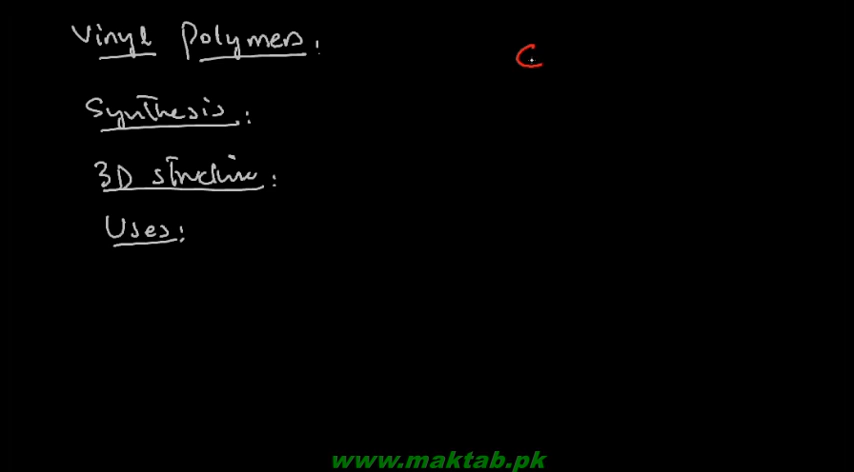 Vinyl Polymers: C
Synthesis:
3D structure:
Uses:
www.maktab.pk